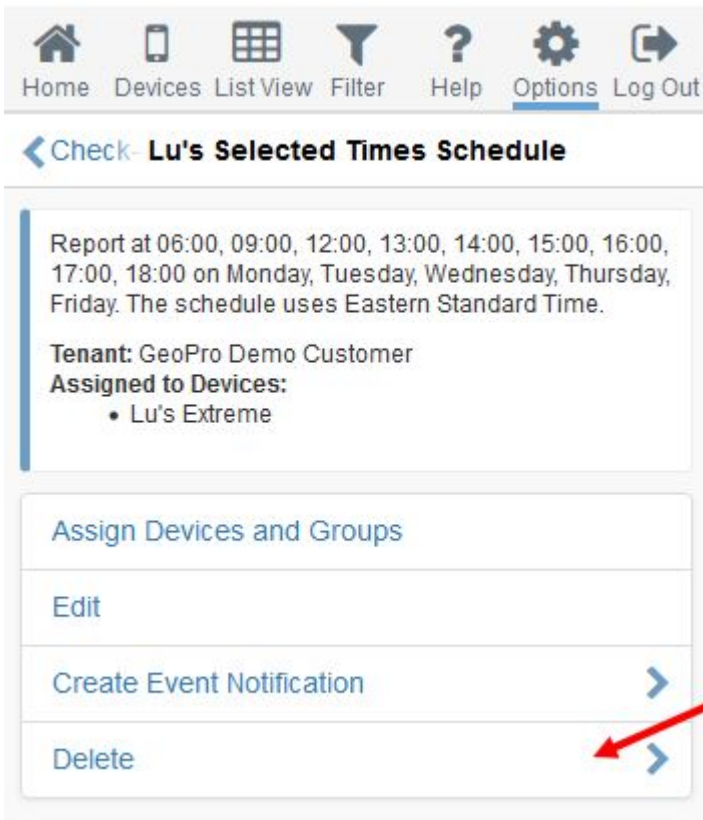 Home Devices List View Filter Help Options Log Out
Check- Lu's Selected Times Schedule
Report at 06:00, 09:00, 12:00, 13:00, 14:00, 15:00, 16:00,
17:00, 18:00 on Monday, Tuesday, Wednesday, Thursday,
Friday. The schedule uses Eastern Standard Time.
Tenant: GeoPro Demo Customer
Assigned to Devices:
• Lu's Extreme
Assign Devices and Groups
Edit
Create Event Notification
Delete